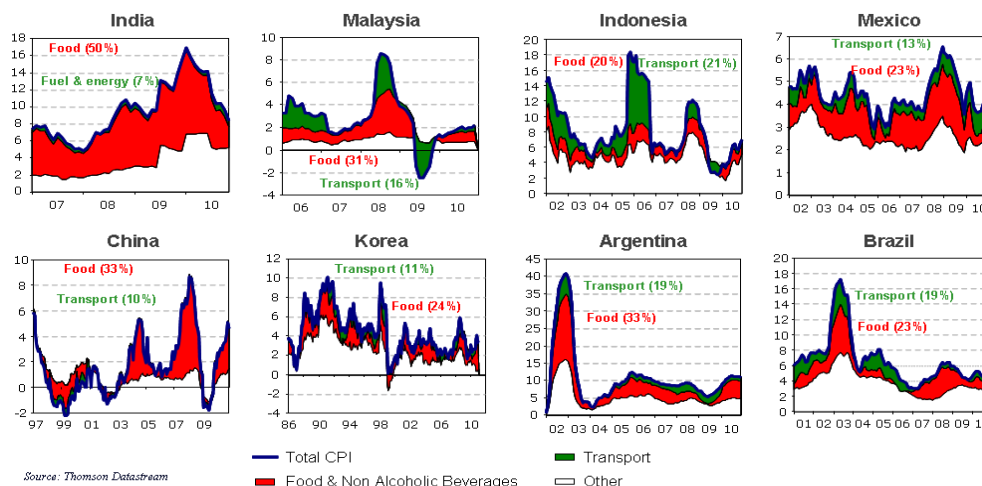 India
18
16
14
12
10
8
6
4
2
0
Food (50%)
Fuel & energy (7%)
07 08 09 10
Malaysia
10
8
6
4
2
0
-2
-4
Food (31%)
Transport (16%)
06 07 08 09 10
Indonesia
20
18
16
14
12
10
8
6
4
2
0
Food (20%) Transport (21%)
02 03 04 05 06 07 08 09 10
Mexico
7
6
5
4
3
2
1
0
Transport (13%)
Food (23%)
02 03 04 05 06 07 08 09 10
China
10
8
6
4
2
0
-2
Food (33%)
Transport (10%)
97 99 01 03 05 07 09
Korea
12
10
8
6
4
2
0
-2
-4
Transport (11%)
Food (24%)
86 90 94 98 02 06 10
Argentina
45
40
35
30
25
20
15
10
5
0
Transport (19%)
Food (33%)
02 03 04 05 06 07 08 09 10
Brazil
20
18
16
14
12
10
8
6
4
2
0
Transport (19%)
Food (23%)
01 02 03 04 05 06 07 08 09 10
Source: Thomson Datastream
Total CPI
Transport
Food & Non Alcoholic Beverages
Other